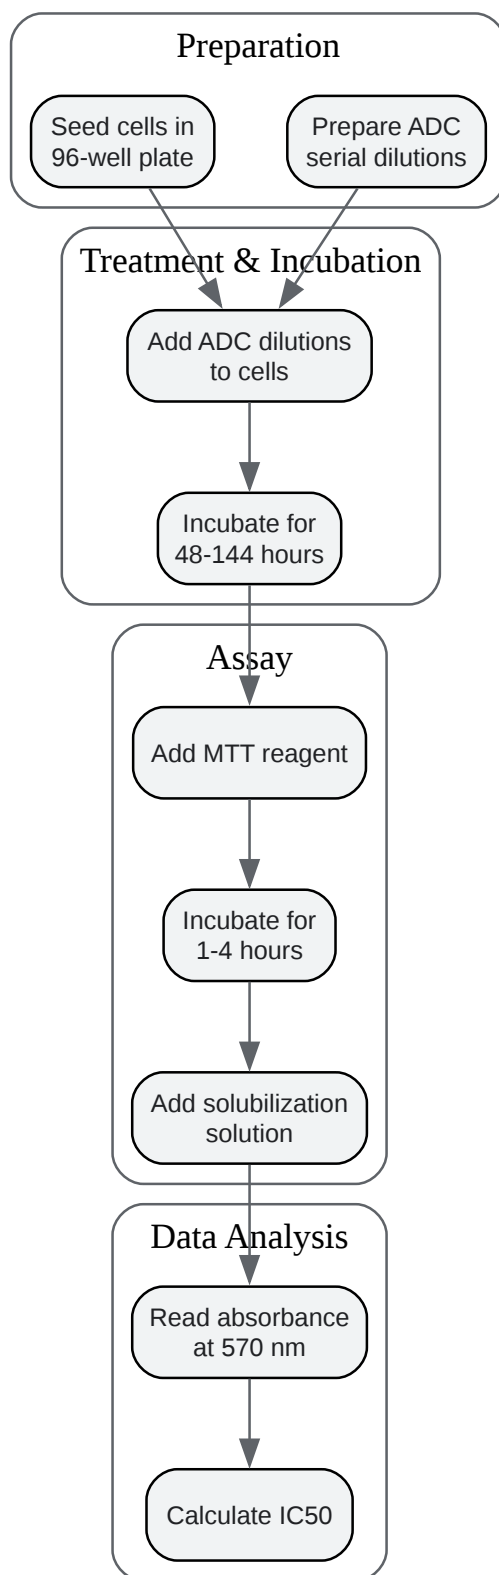 Preparation
Seed cells in
96-well plate
Prepare ADC
serial dilutions
Treatment & Incubation
Add ADC dilutions
to cells
Incubate for
48-144 hours
Assay
Add MTT reagent
Incubate for
1-4 hours
Add solubilization
solution
Data Analysis
Read absorbance
at 570 nm
Calculate IC50